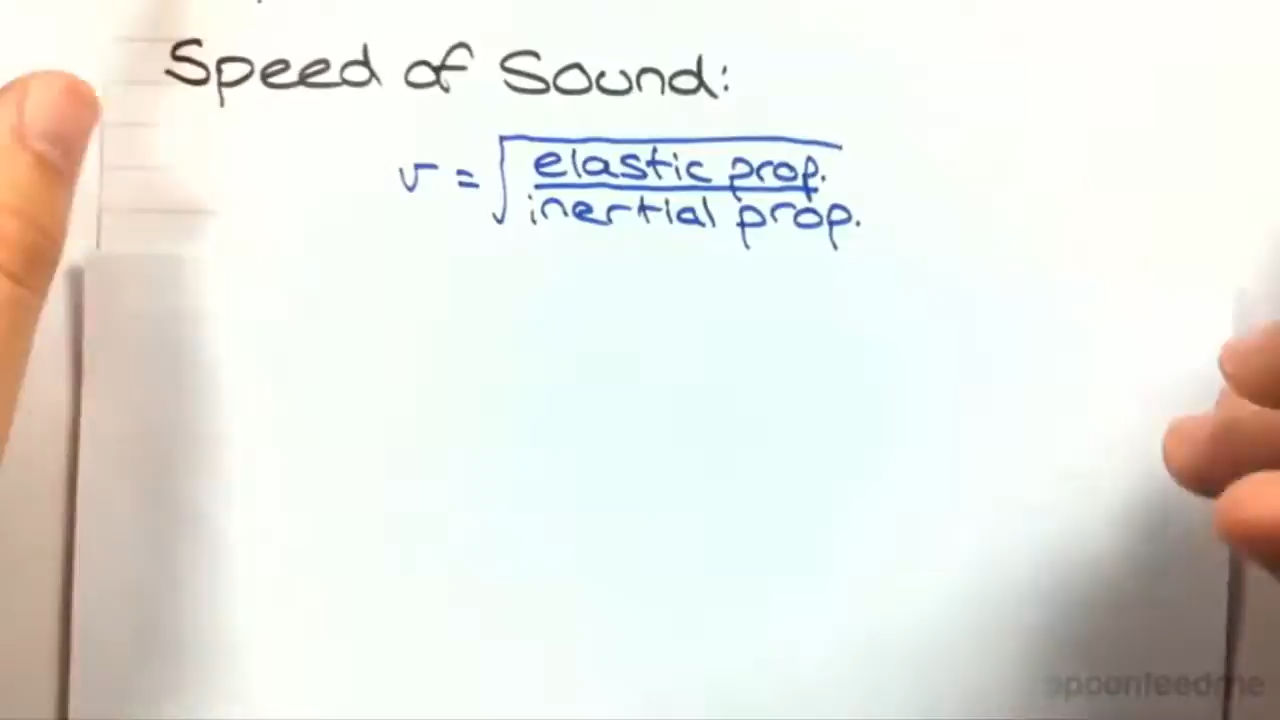 Speed of Sound:
v = √
elastic prop.
inertial prop.
spoonfeedme